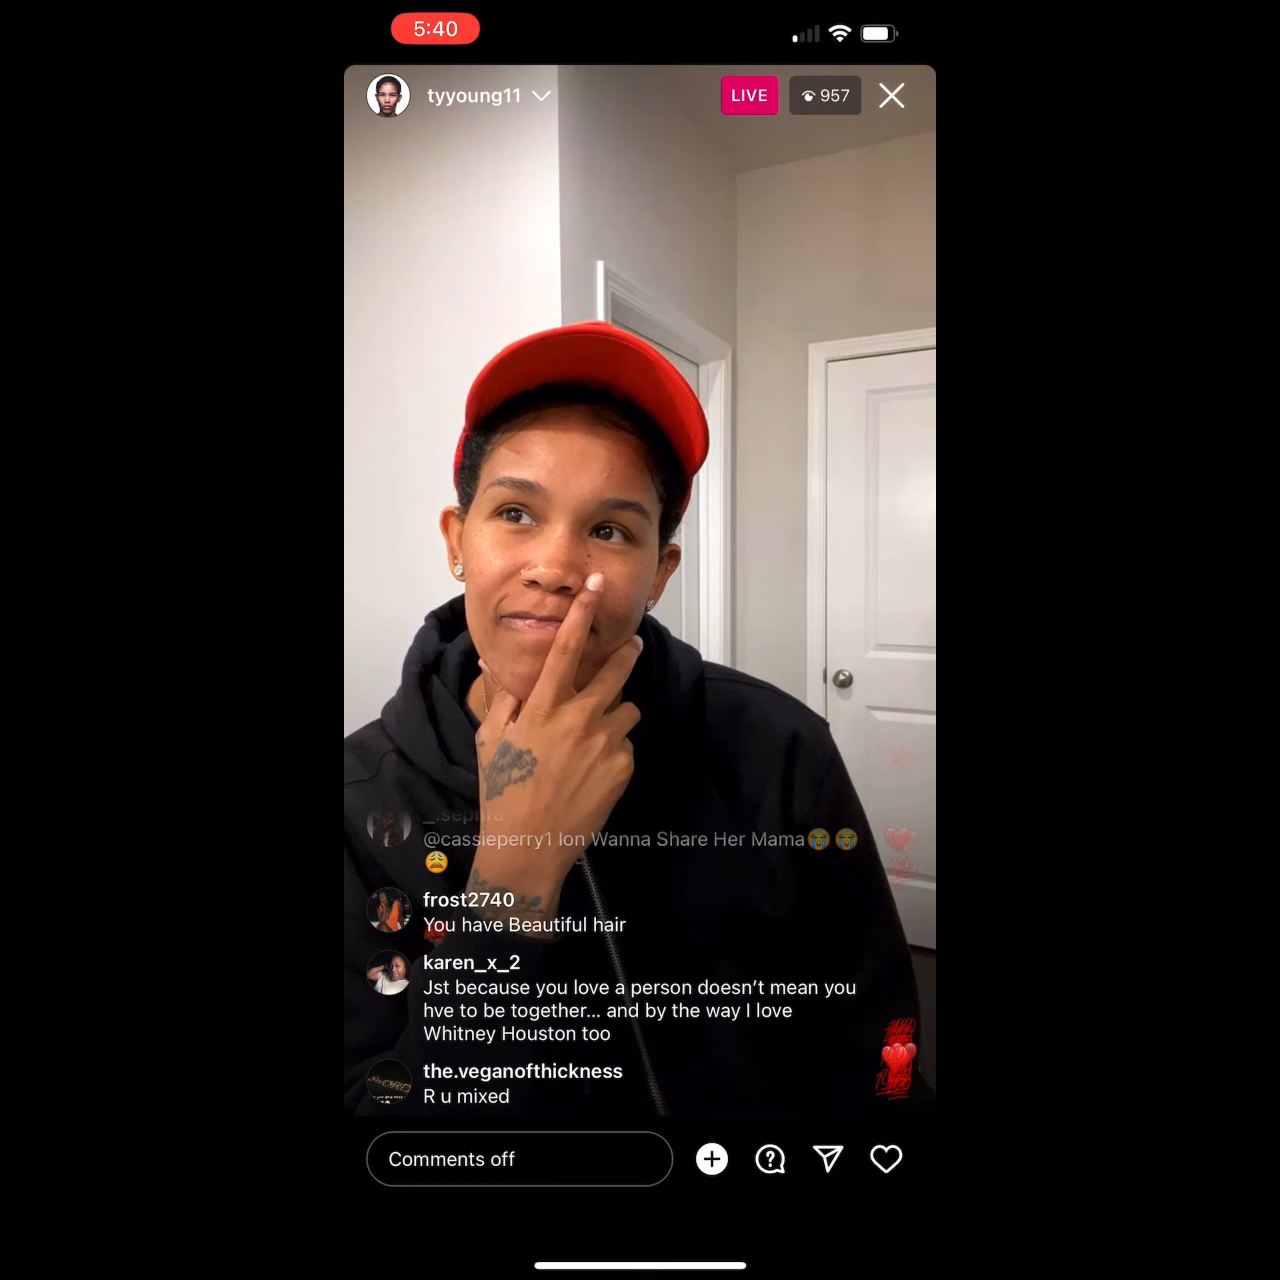 5:40
tyyoung11
LIVE
957
@cassieperry1 Ion Wanna Share Her Mama😭😭
😩
frost2740
You have Beautiful hair
karen_x_2
Jst because you love a person doesn’t mean you
hve to be together... and by the way I love
Whitney Houston too
the.veganofthickness
R u mixed
Comments off